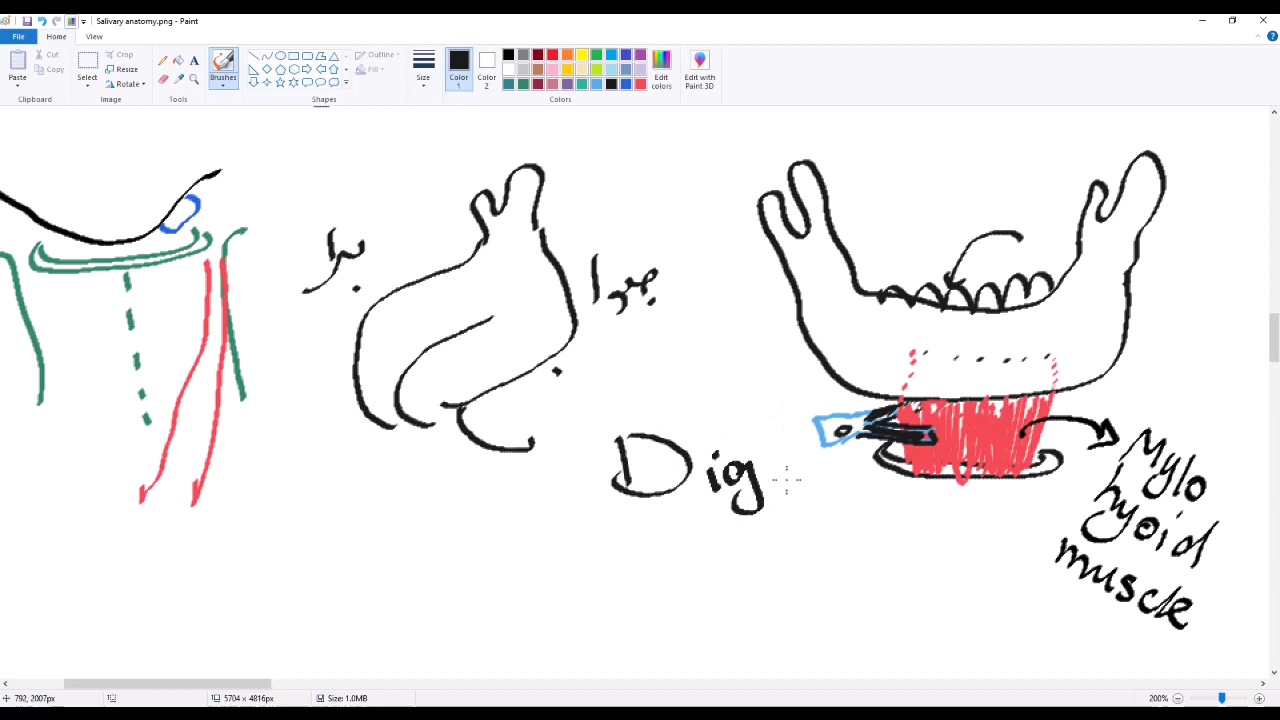 Salivary anatomy.png - Paint
File
Home
View
Paste
Cut
Copy
Clipboard
Select
Crop
Resize
Rotate
Image
Tools
Brushes
Shapes
Outline
Fill
Size
Color 1
Color 2
Edit colors
Edit with Paint 3D
Colors
برا
جوا
Dig
Mylo
hyoid
muscle
792, 2007px
5704 × 4816px
Size: 1.0MB
200%